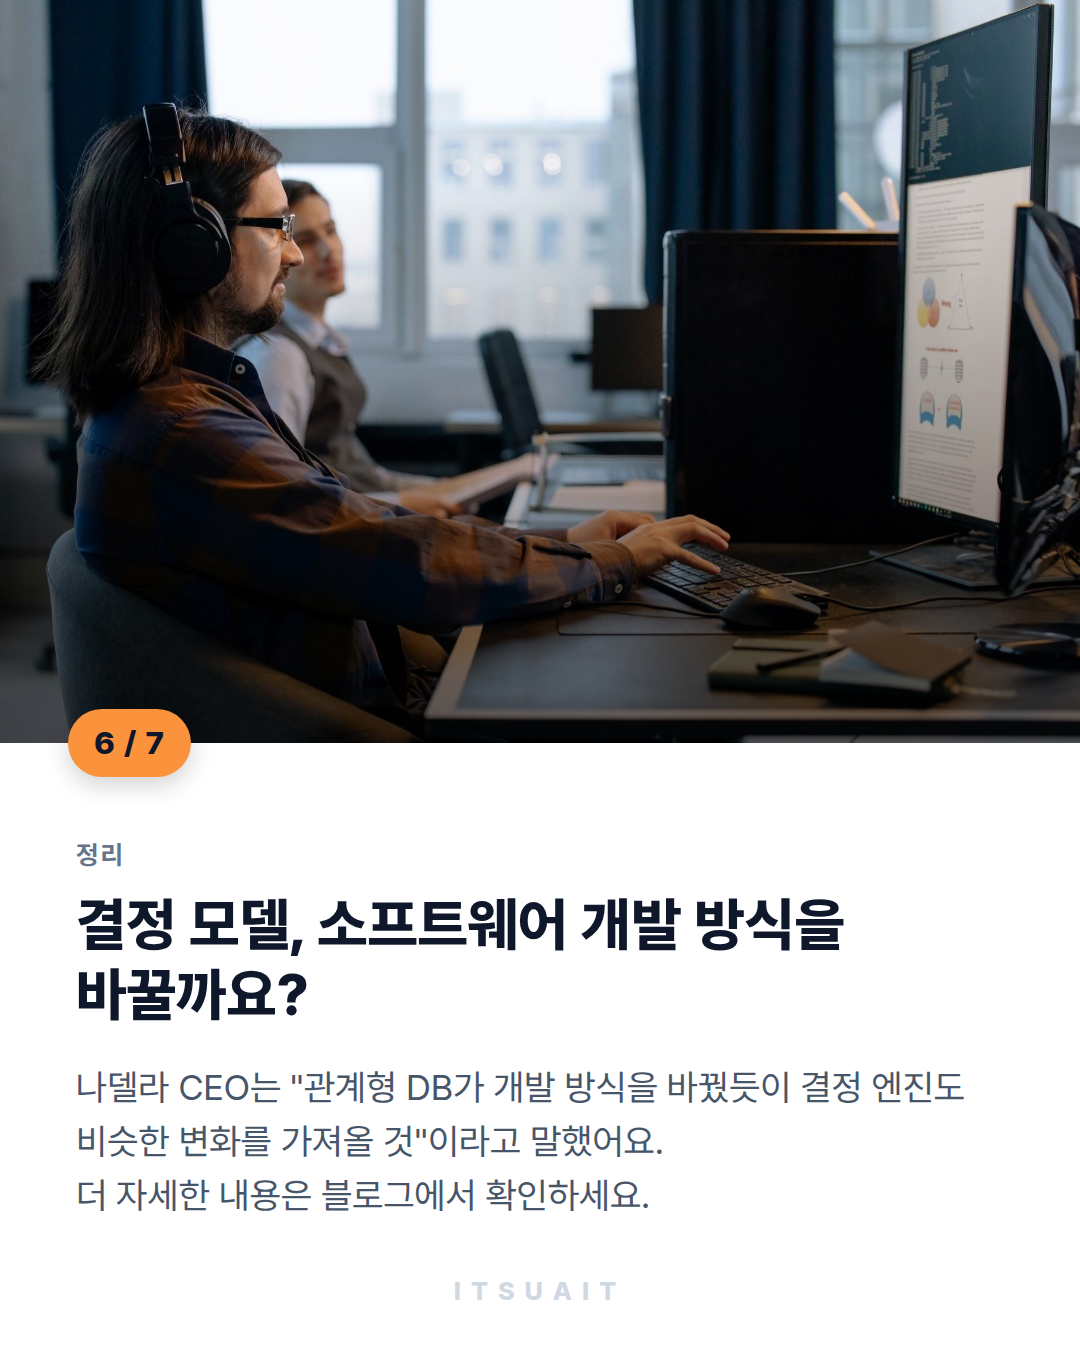 6 / 7
정리
결정 모델, 소프트웨어 개발 방식을
바꿀까요?
나델라 CEO는 "관계형 DB가 개발 방식을 바꿨듯이 결정 엔진도
비슷한 변화를 가져올 것"이라고 말했어요.
더 자세한 내용은 블로그에서 확인하세요.
ITSUAIT